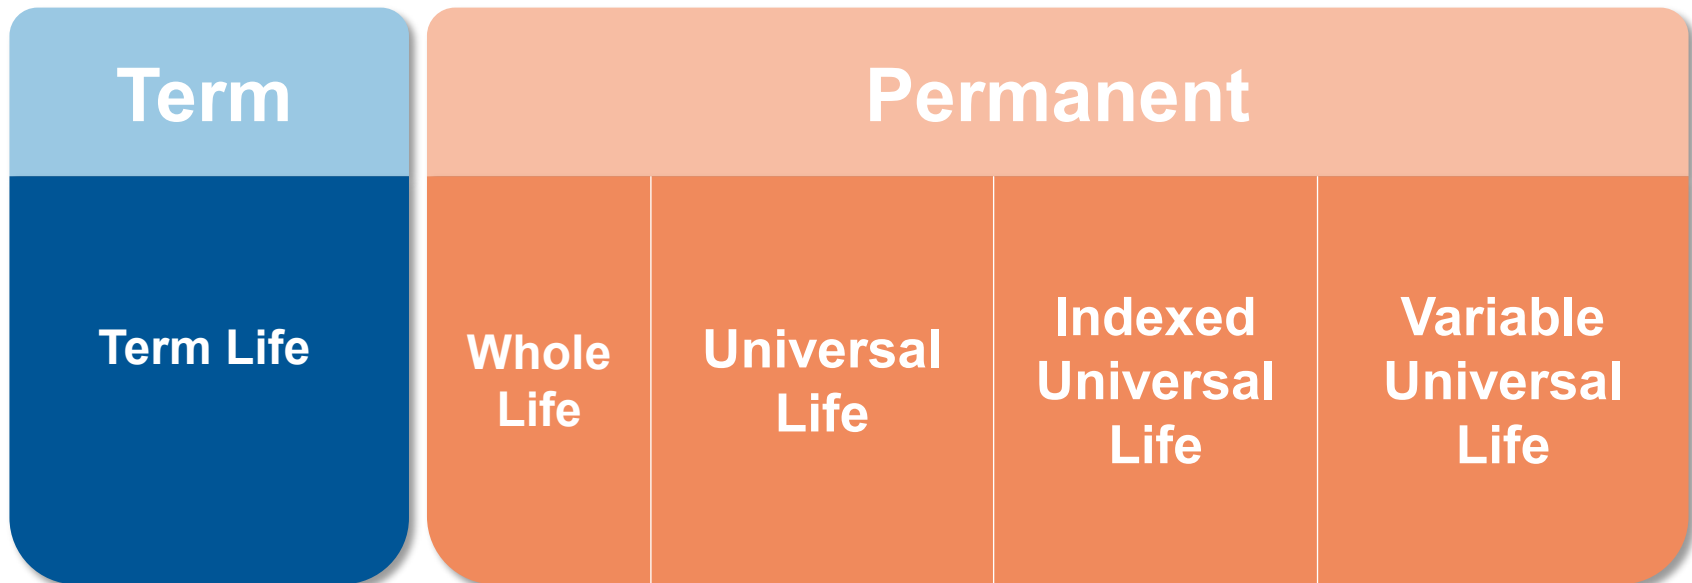 Term
Permanent
Term Life
Whole
Life
Universal
Life
Indexed
Universal
Life
Variable
Universal
Life